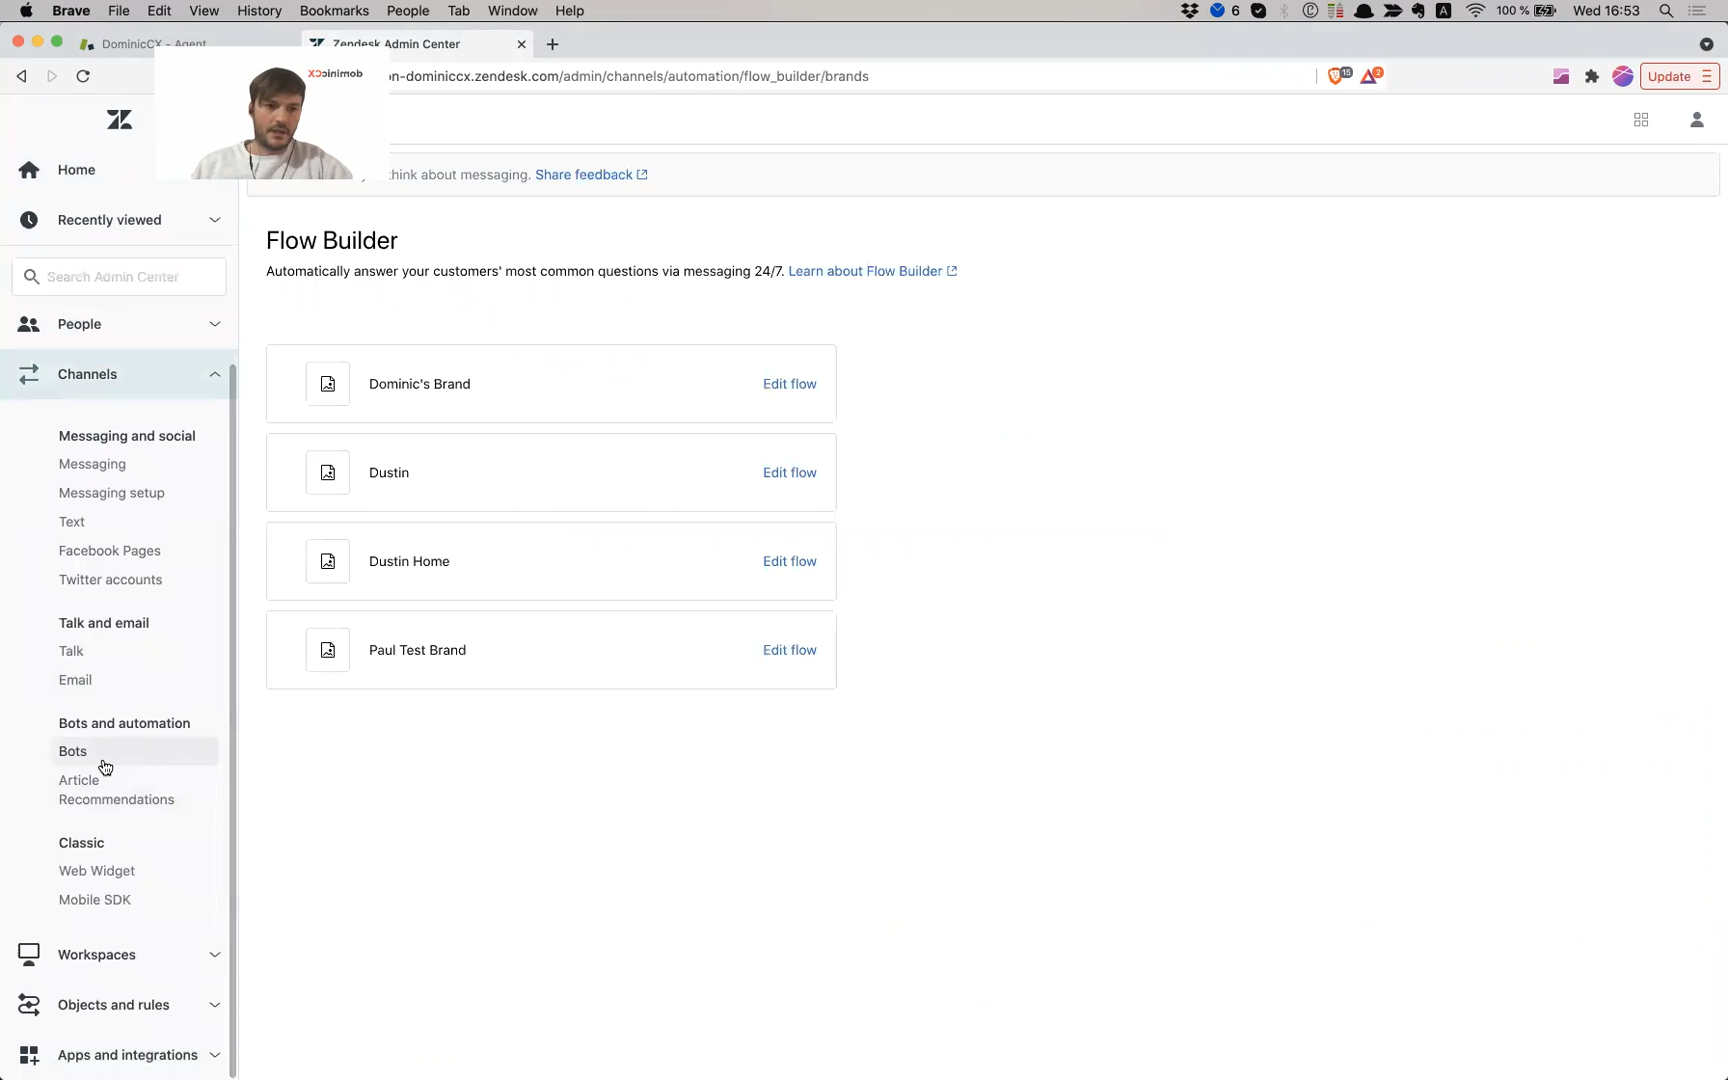 Brave File Edit View History Bookmarks People Tab Window Help
6 100 % Wed 16:53
DominicCX - Agent
Zendesk Admin Center
n-dominiccx.zendesk.com/admin/channels/automation/flow_builder/brands
15
2
Update
DOMINICCX
Home
think about messaging. Share feedback
Recently viewed
Search Admin Center
People
Channels
Messaging and social
Messaging
Messaging setup
Text
Facebook Pages
Twitter accounts
Talk and email
Talk
Email
Bots and automation
Bots
Article
Recommendations
Classic
Web Widget
Mobile SDK
Workspaces
Objects and rules
Apps and integrations
Flow Builder
Automatically answer your customers' most common questions via messaging 24/7. Learn about Flow Builder
Dominic's Brand Edit flow
Dustin Edit flow
Dustin Home Edit flow
Paul Test Brand Edit flow